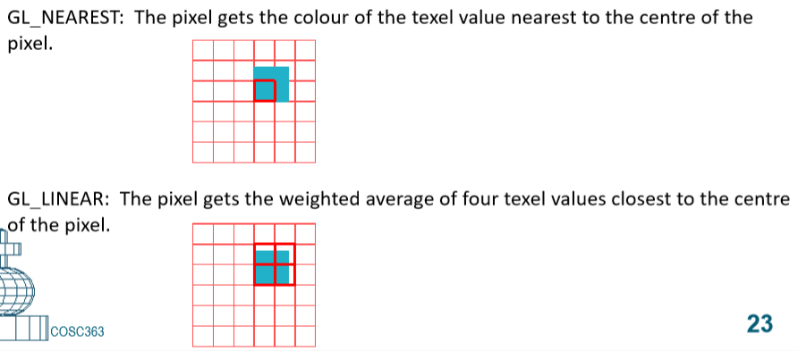 GL_NEAREST:  The pixel gets the colour of the texel value nearest to the centre of the
pixel.
GL_LINEAR:  The pixel gets the weighted average of four texel values closest to the centre
of the pixel.
COSC363
23